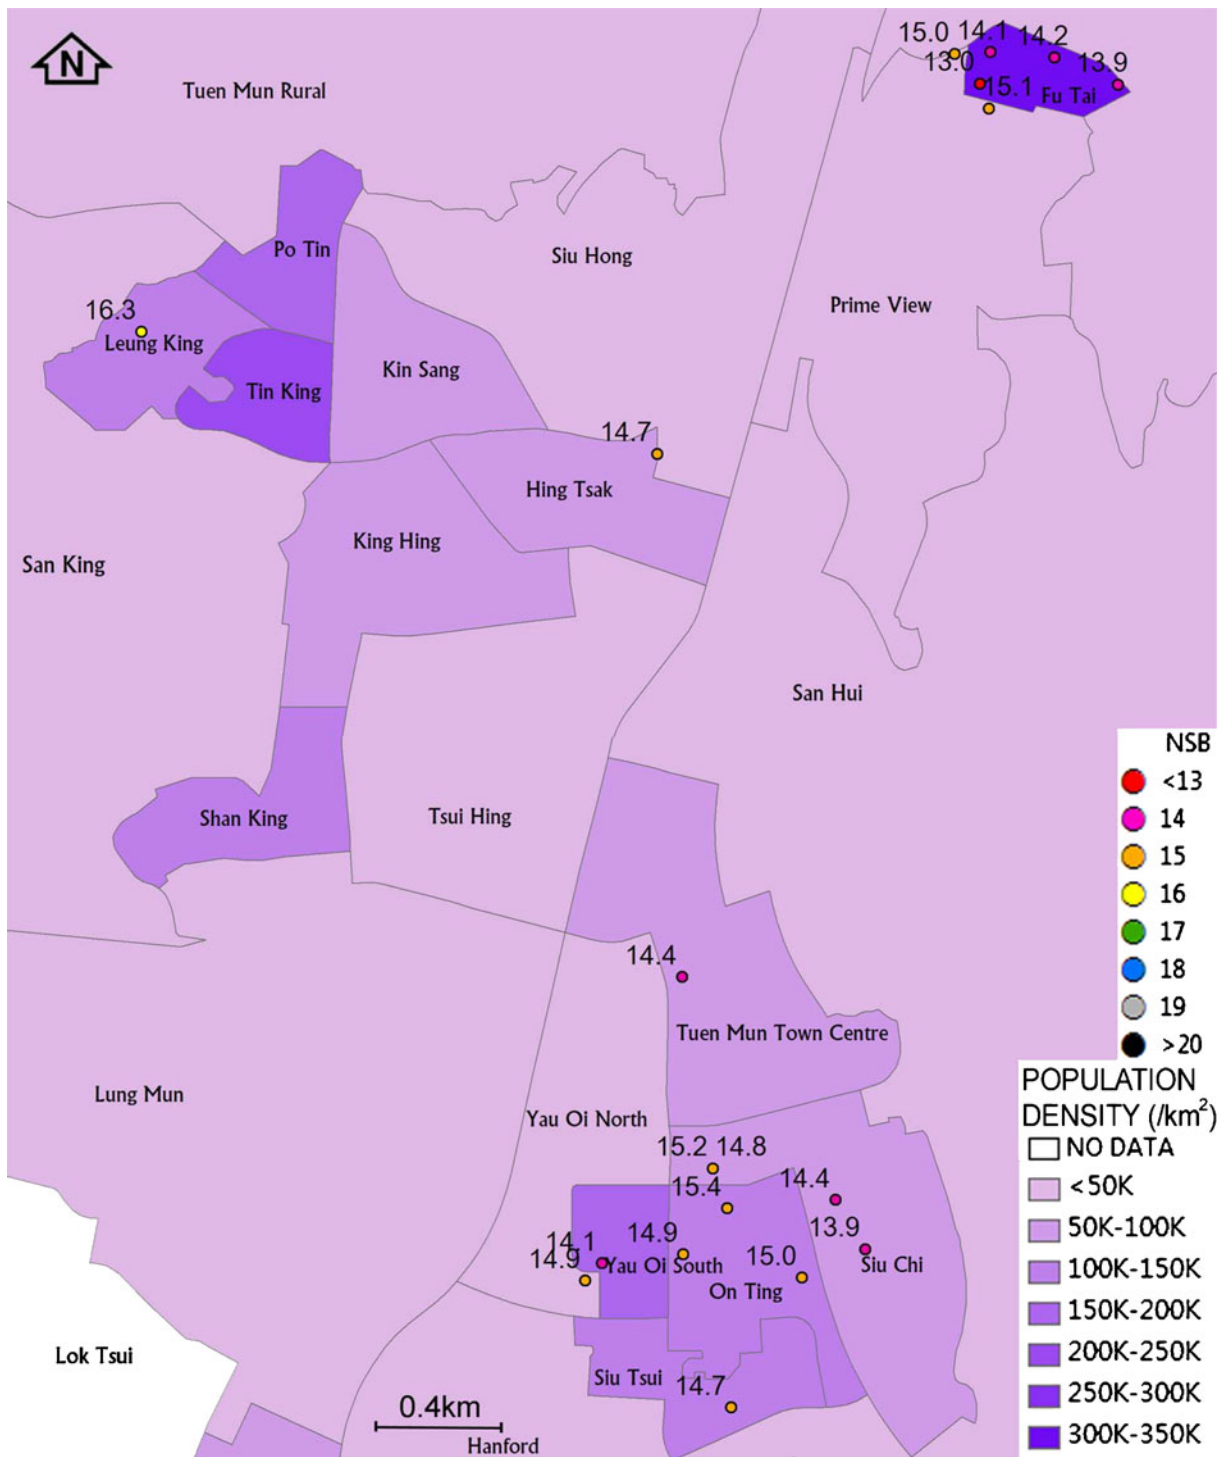 N
Tuen Mun Rural
15.0 14.1 14.2
13.0 13.9
15.1 Fu Tai
Po Tin
Siu Hong
Prime View
16.3
Leung King
Kin Sang
Tin King
14.7
Hing Tsak
King Hing
San King
San Hui
NSB
<13
14
15
16
17
18
19
>20
Shan King
Tsui Hing
14.4
Tuen Mun Town Centre
Lung Mun
Yau Oi North
15.2 14.8
15.4
14.4
13.9
14.9
14.1
14.9
Yau Oi South
15.0
Siu Chi
On Ting
Lok Tsui
Siu Tsui
14.7
0.4km
Hanford
POPULATION
DENSITY (/km²)
NO DATA
<50K
50K-100K
100K-150K
150K-200K
200K-250K
250K-300K
300K-350K